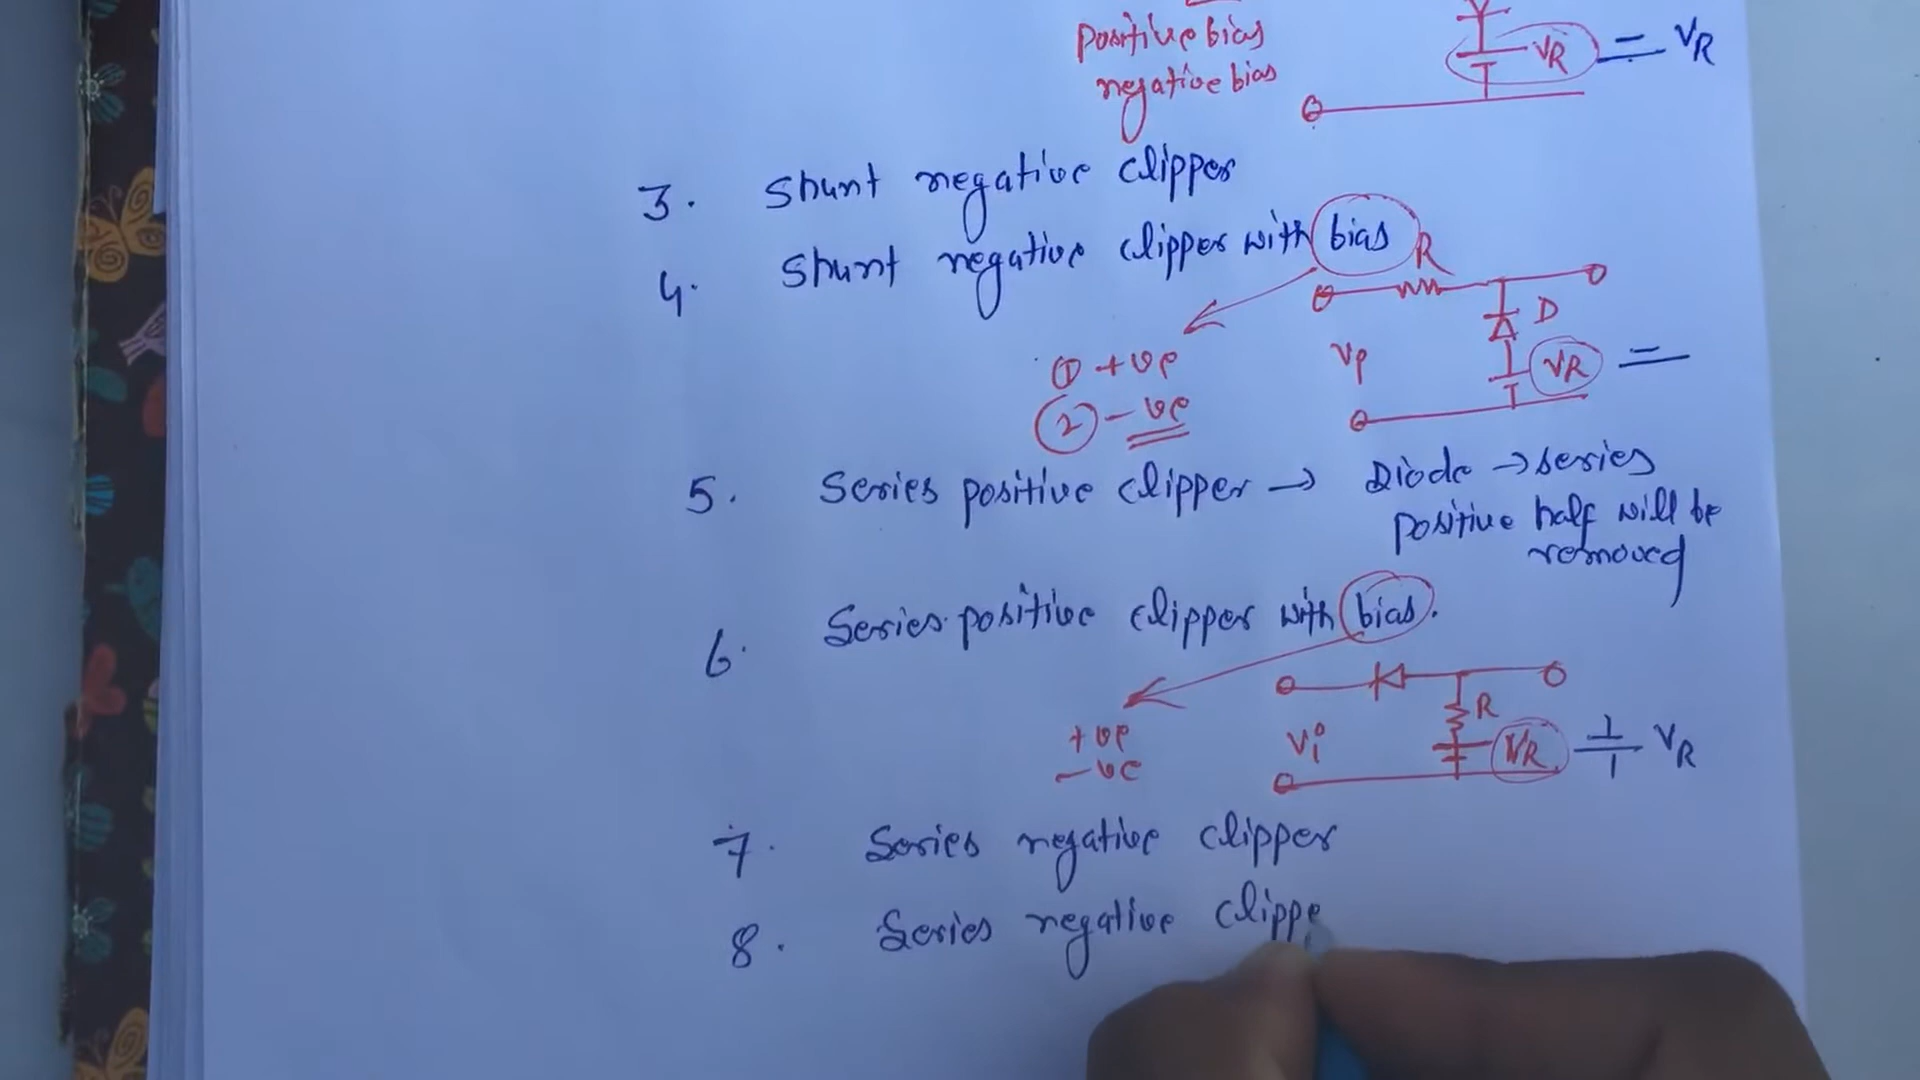 positive bias
negative bias
VR = VR
3. Shunt negative clipper
4. Shunt negative clipper with bias
R
D
① +ve
② -ve
Vp
VR =
5. Series positive clipper → Diode → series
positive half will be
removed
6. Series positive clipper with bias.
R
+ve
-ve
Vi
VR
VR
7. Series negative clipper
8. Series negative clippe